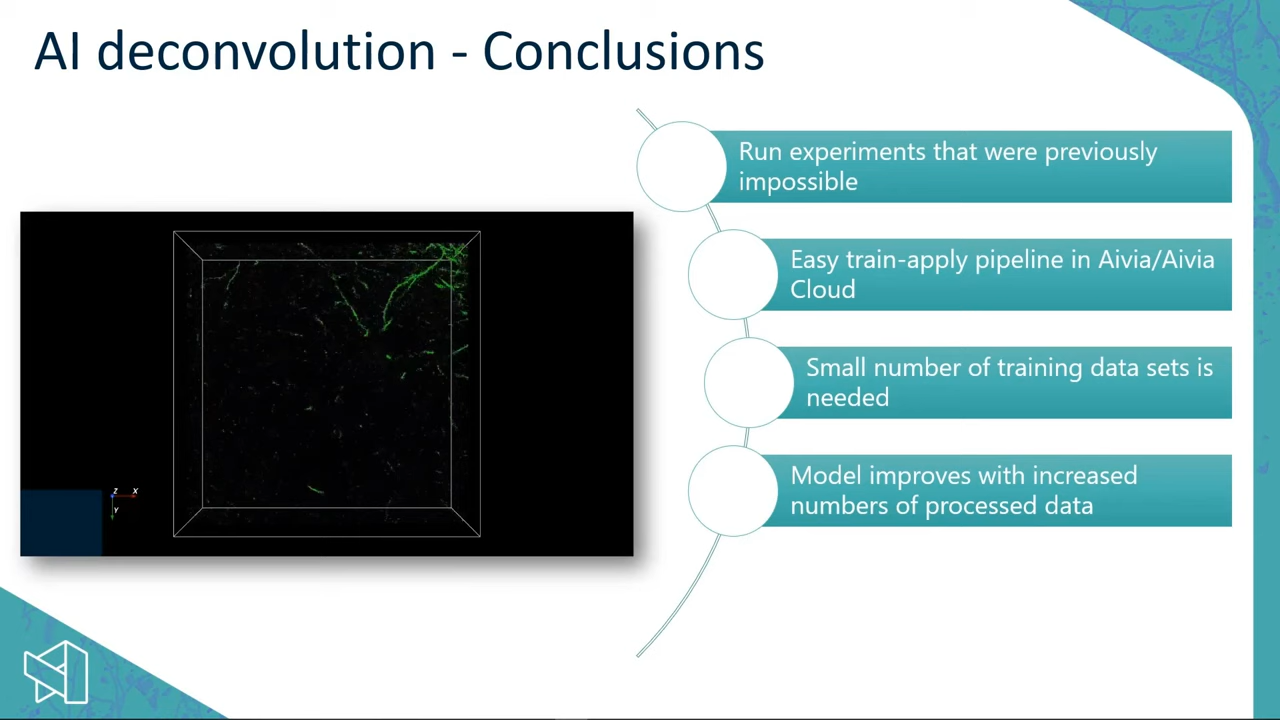 AI deconvolution - Conclusions
Run experiments that were previously
impossible
Easy train-apply pipeline in Aivia/Aivia
Cloud
Small number of training data sets is
needed
Model improves with increased
numbers of processed data
Z
X
Y